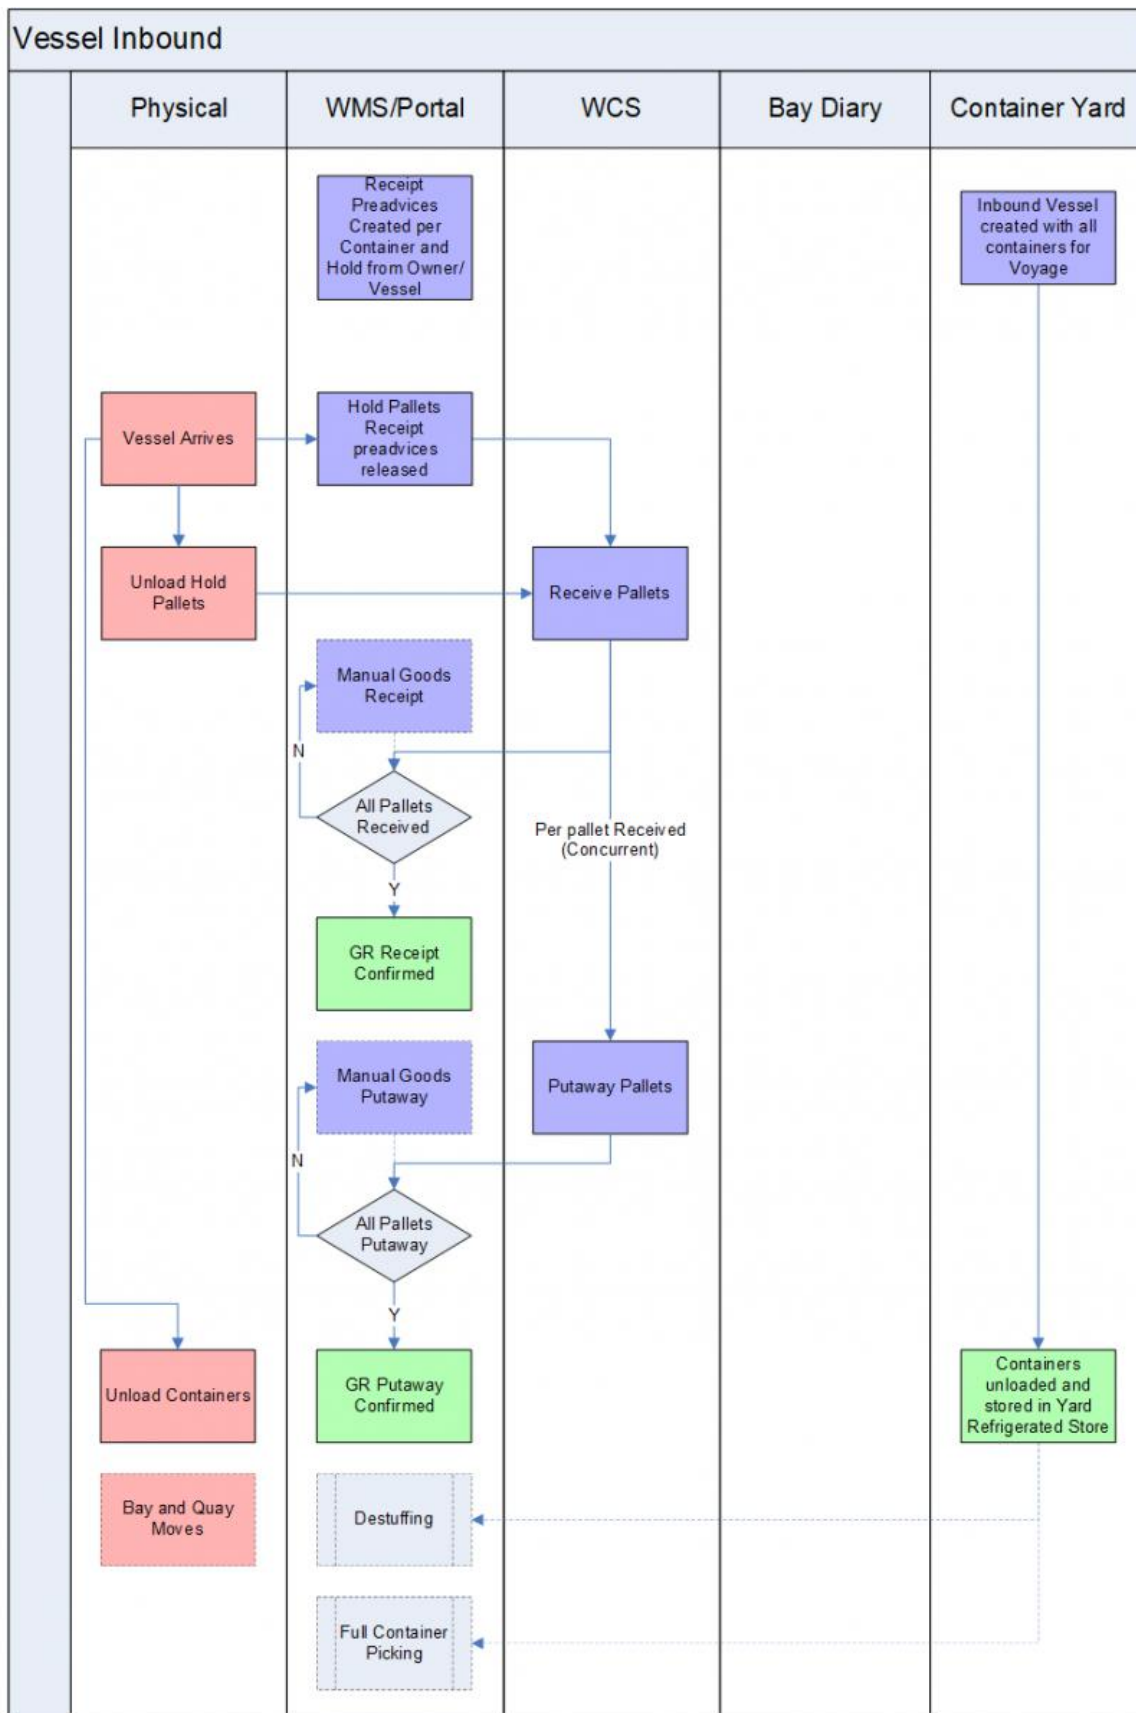 Vessel Inbound
Physical
WMS/Portal
WCS
Bay Diary
Container Yard
Receipt
Preadvices
Created per
Container and
Hold from Owner/
Vessel
Inbound Vessel
created with all
containers for
Voyage
Vessel Arrives
Hold Pallets
Receipt
preadvices
released
Unload Hold
Pallets
Receive Pallets
Manual Goods
Receipt
N
All Pallets
Received
Per pallet Received
(Concurrent)
Y
GR Receipt
Confirmed
Manual Goods
Putaway
Putaway Pallets
N
All Pallets
Putaway
Y
Unload Containers
GR Putaway
Confirmed
Containers
unloaded and
stored in Yard
Refrigerated Store
Bay and Quay
Moves
Destuffing
Full Container
Picking